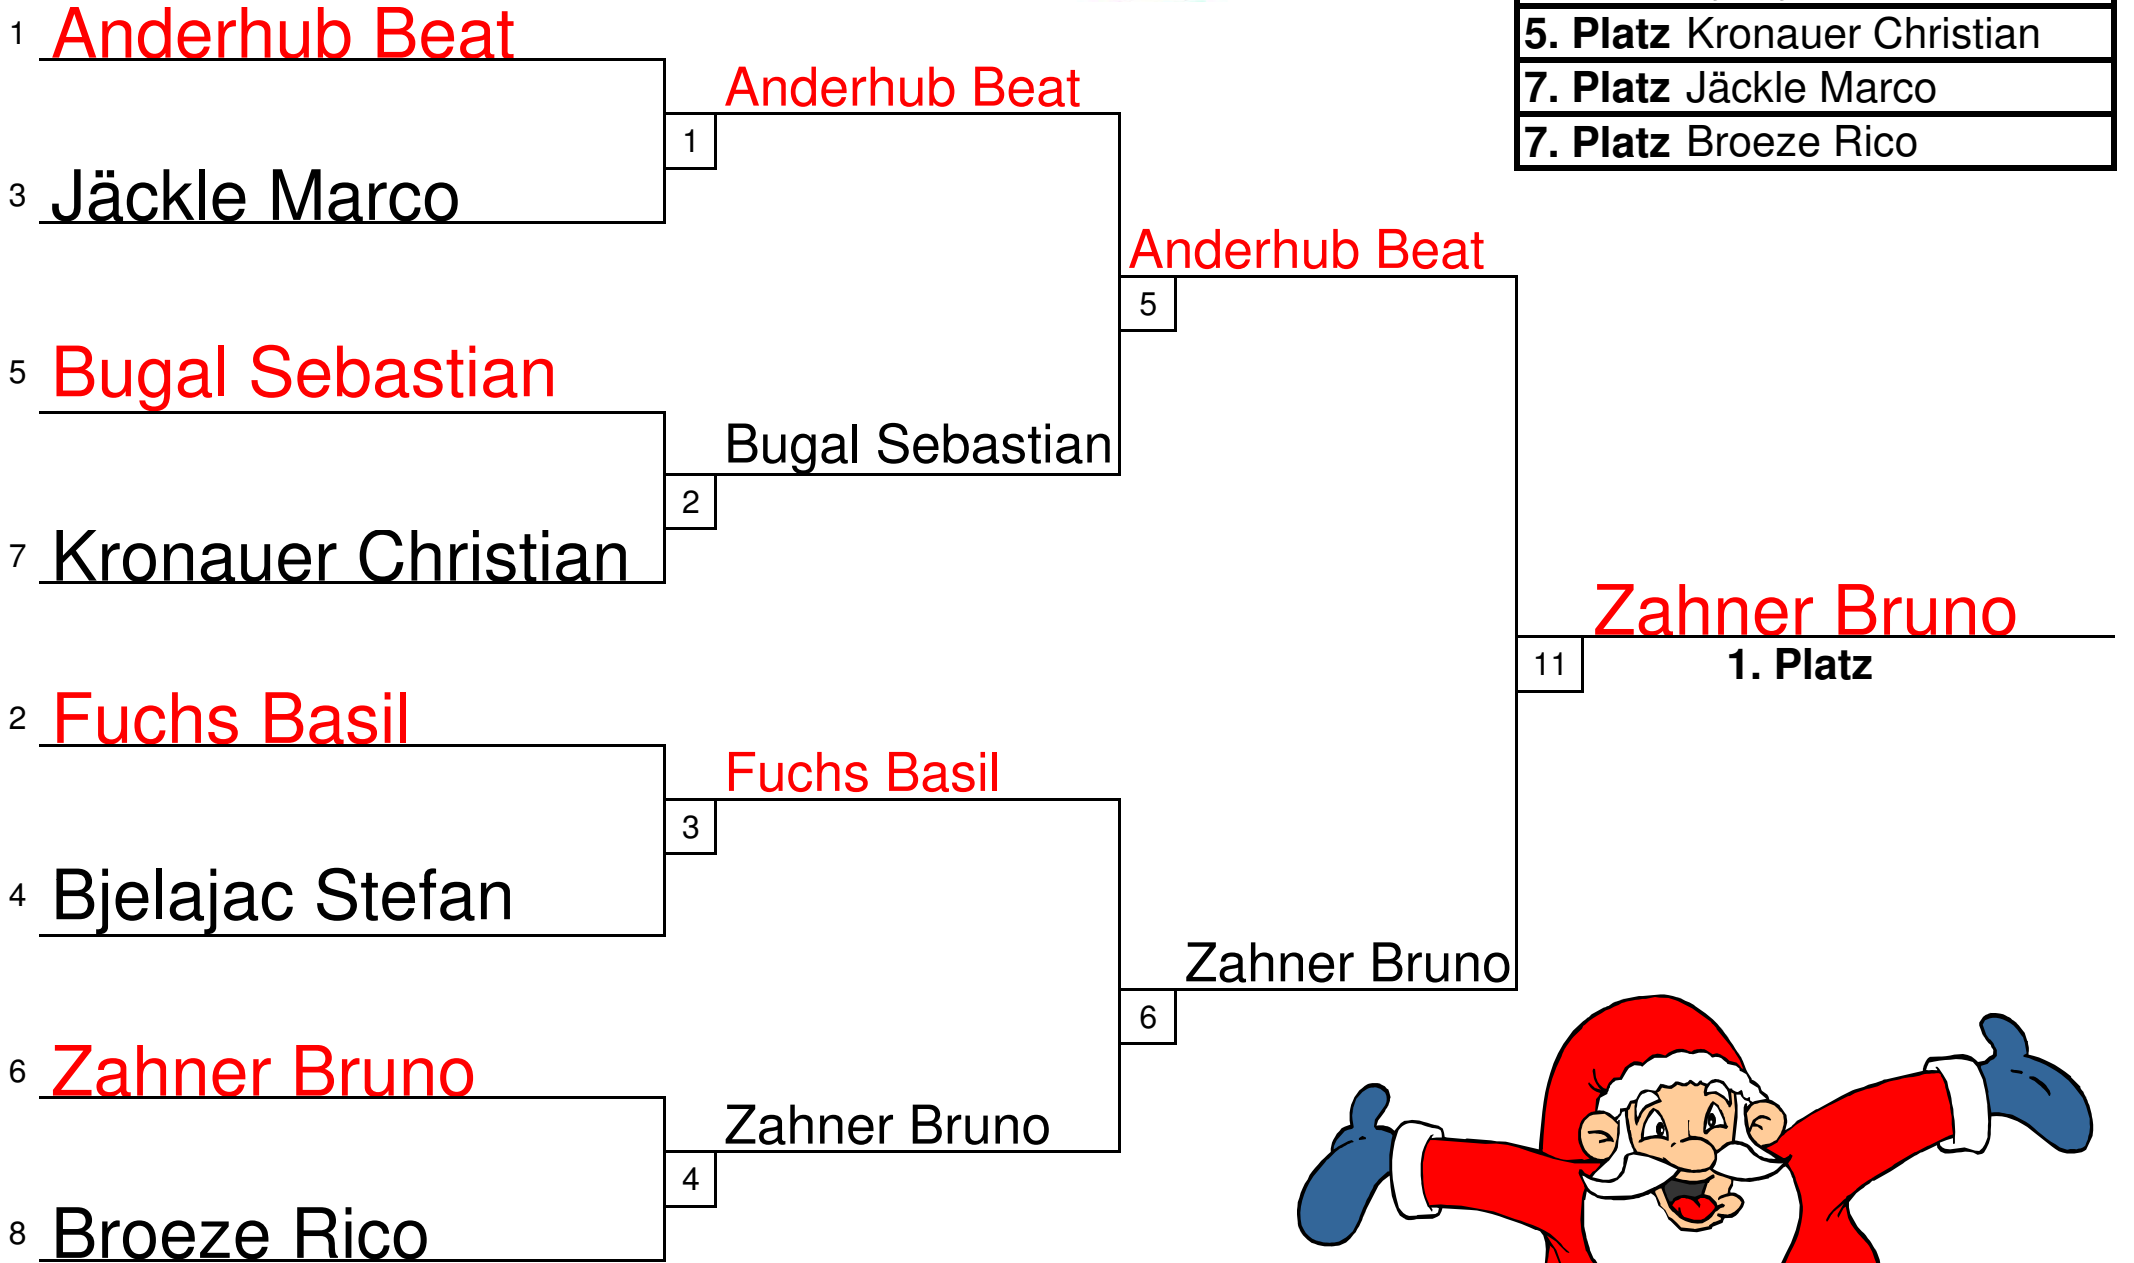 1 Anderhub Beat
5. Platz Kronauer Christian
Anderhub Beat
7. Platz Jäckle Marco
1
7. Platz Broeze Rico
3 Jäckle Marco
Anderhub Beat
5
5 Bugal Sebastian
Bugal Sebastian
2
7 Kronauer Christian
Zahner Bruno
11 1. Platz
2 Fuchs Basil
Fuchs Basil
3
4 Bjelajac Stefan
Zahner Bruno
6
6 Zahner Bruno
Zahner Bruno
4
8 Broeze Rico